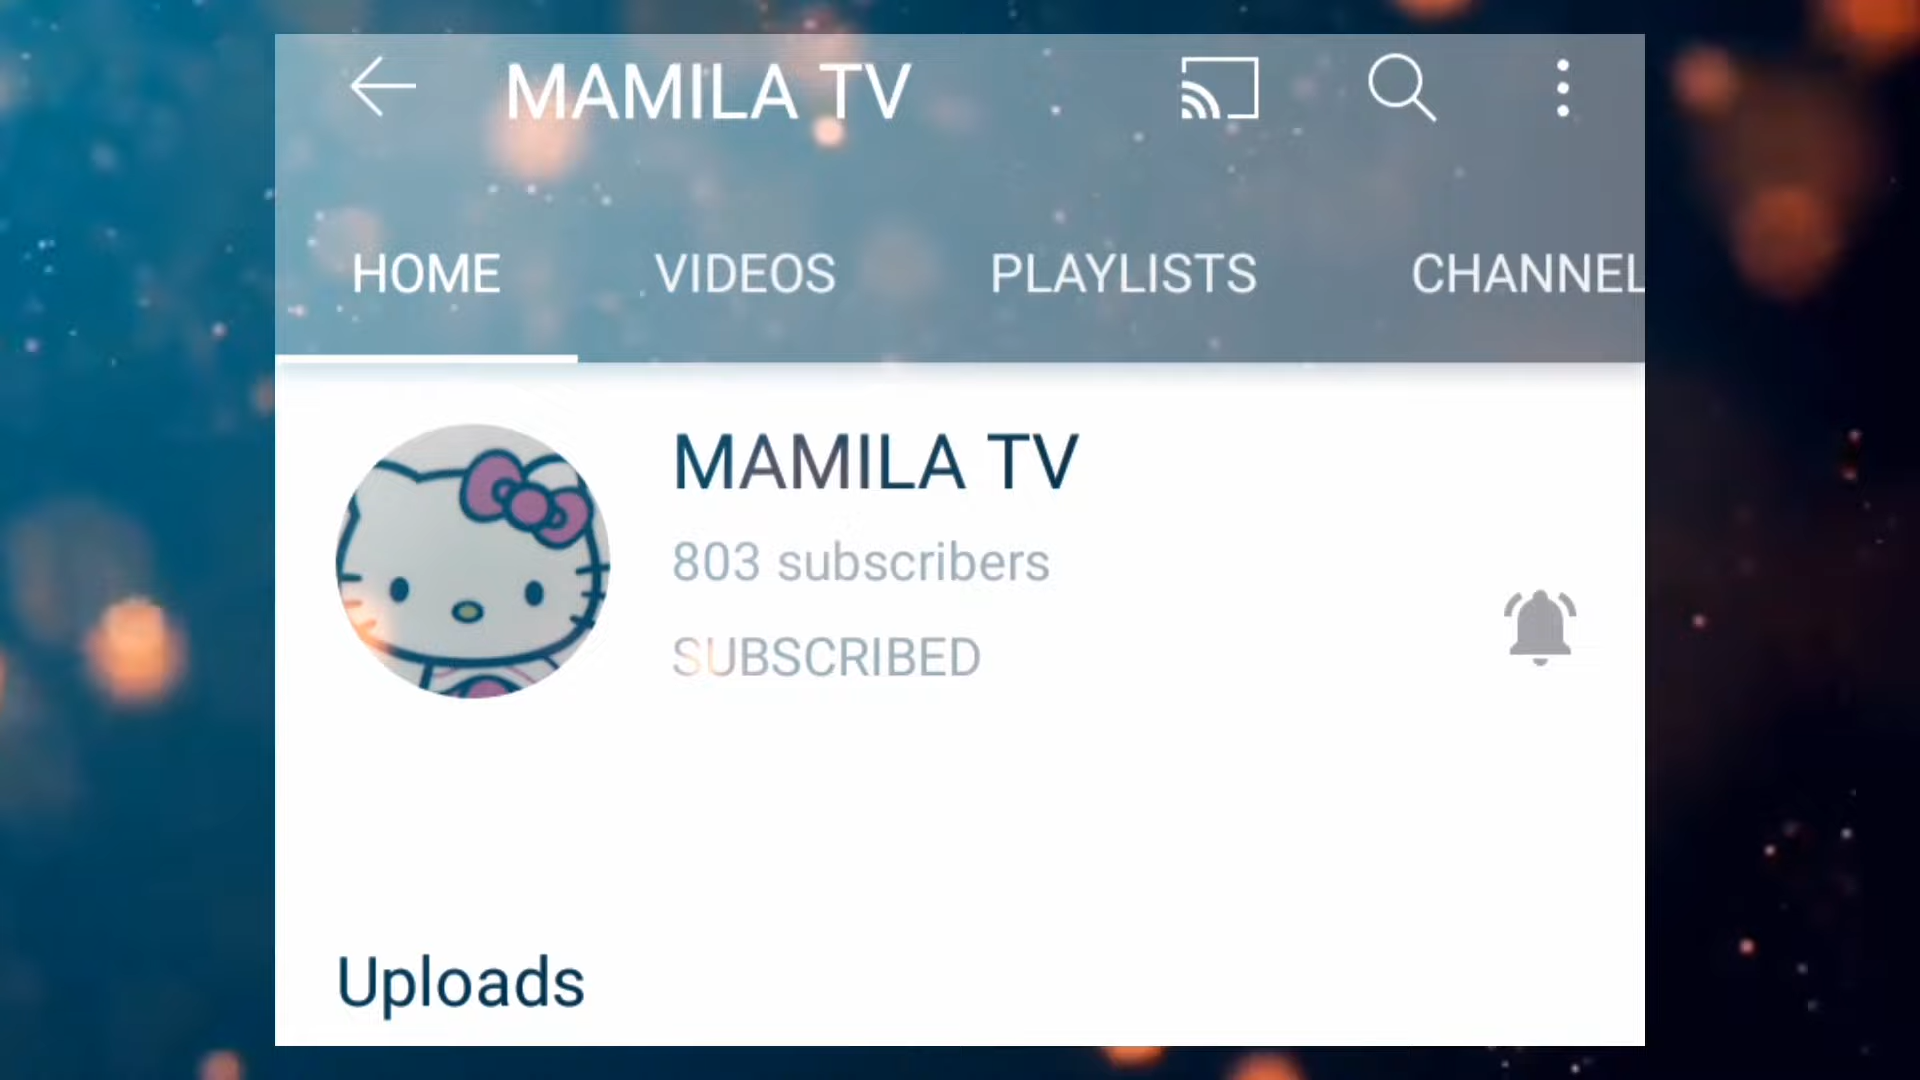 MAMILA TV
HOME VIDEOS PLAYLISTS CHANNEL
MAMILA TV
803 subscribers
SUBSCRIBED
Uploads